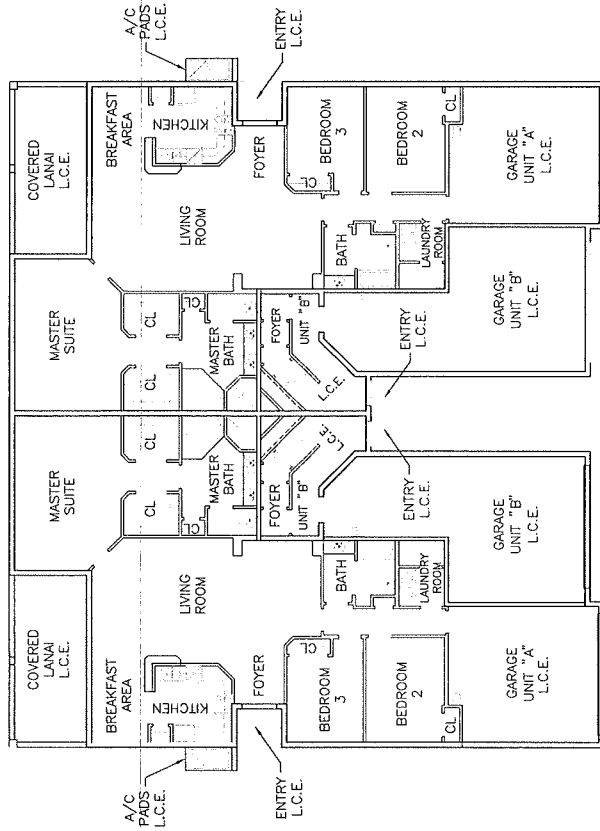 COVERED
LANAI
L.C.E.
MASTER
SUITE
MASTER
SUITE
COVERED
LANAI
L.C.E.
A/C
PADS
L.C.E.
BREAKFAST
AREA
CL
CL
CL
CL
BREAKFAST
AREA
A/C
PADS
L.C.E.
KITCHEN
LIVING
ROOM
CL
MASTER
BATH
MASTER
BATH
CL
LIVING
ROOM
KITCHEN
ENTRY
L.C.E.
FOYER
FOYER
UNIT "B"
L.C.E.
FOYER
UNIT "B"
L.C.E.
FOYER
ENTRY
L.C.E.
BEDROOM
3
CL
BATH
BATH
CL
BEDROOM
3
BEDROOM
2
LAUNDRY
ROOM
ENTRY
L.C.E.
ENTRY
L.C.E.
LAUNDRY
ROOM
BEDROOM
2
CL
CL
GARAGE
UNIT "A"
L.C.E.
GARAGE
UNIT "B"
L.C.E.
GARAGE
UNIT "B"
L.C.E.
GARAGE
UNIT "A"
L.C.E.